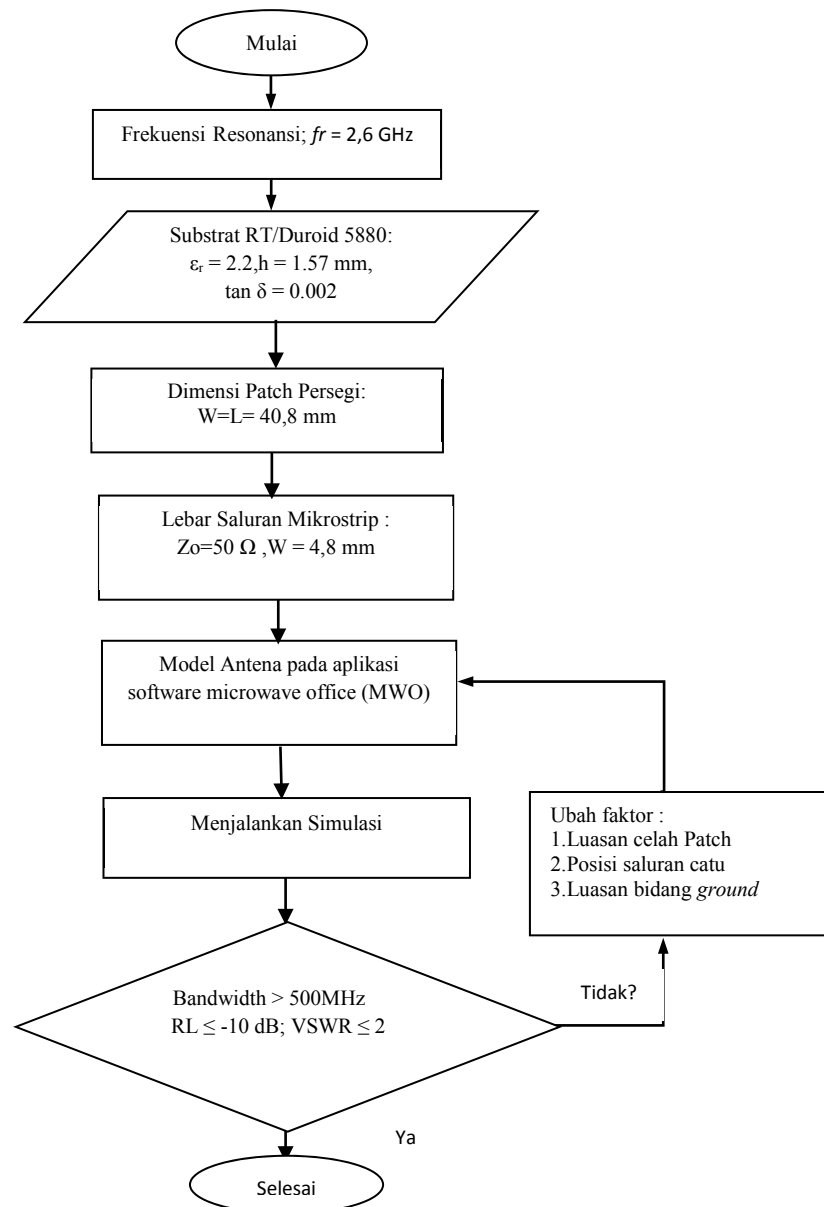 Mulai
Frekuensi Resonansi; fr = 2,6 GHz
Substrat RT/Duroid 5880:
εr = 2.2,h = 1.57 mm,
tan δ = 0.002
Dimensi Patch Persegi:
W=L= 40,8 mm
Lebar Saluran Mikrostrip :
Zo=50 Ω ,W = 4,8 mm
Model Antena pada aplikasi
software microwave office (MWO)
Menjalankan Simulasi
Ubah faktor :
1.Luasan celah Patch
2.Posisi saluran catu
3.Luasan bidang ground
Bandwidth > 500MHz
RL ≤ -10 dB; VSWR ≤ 2
Tidak?
Ya
Selesai